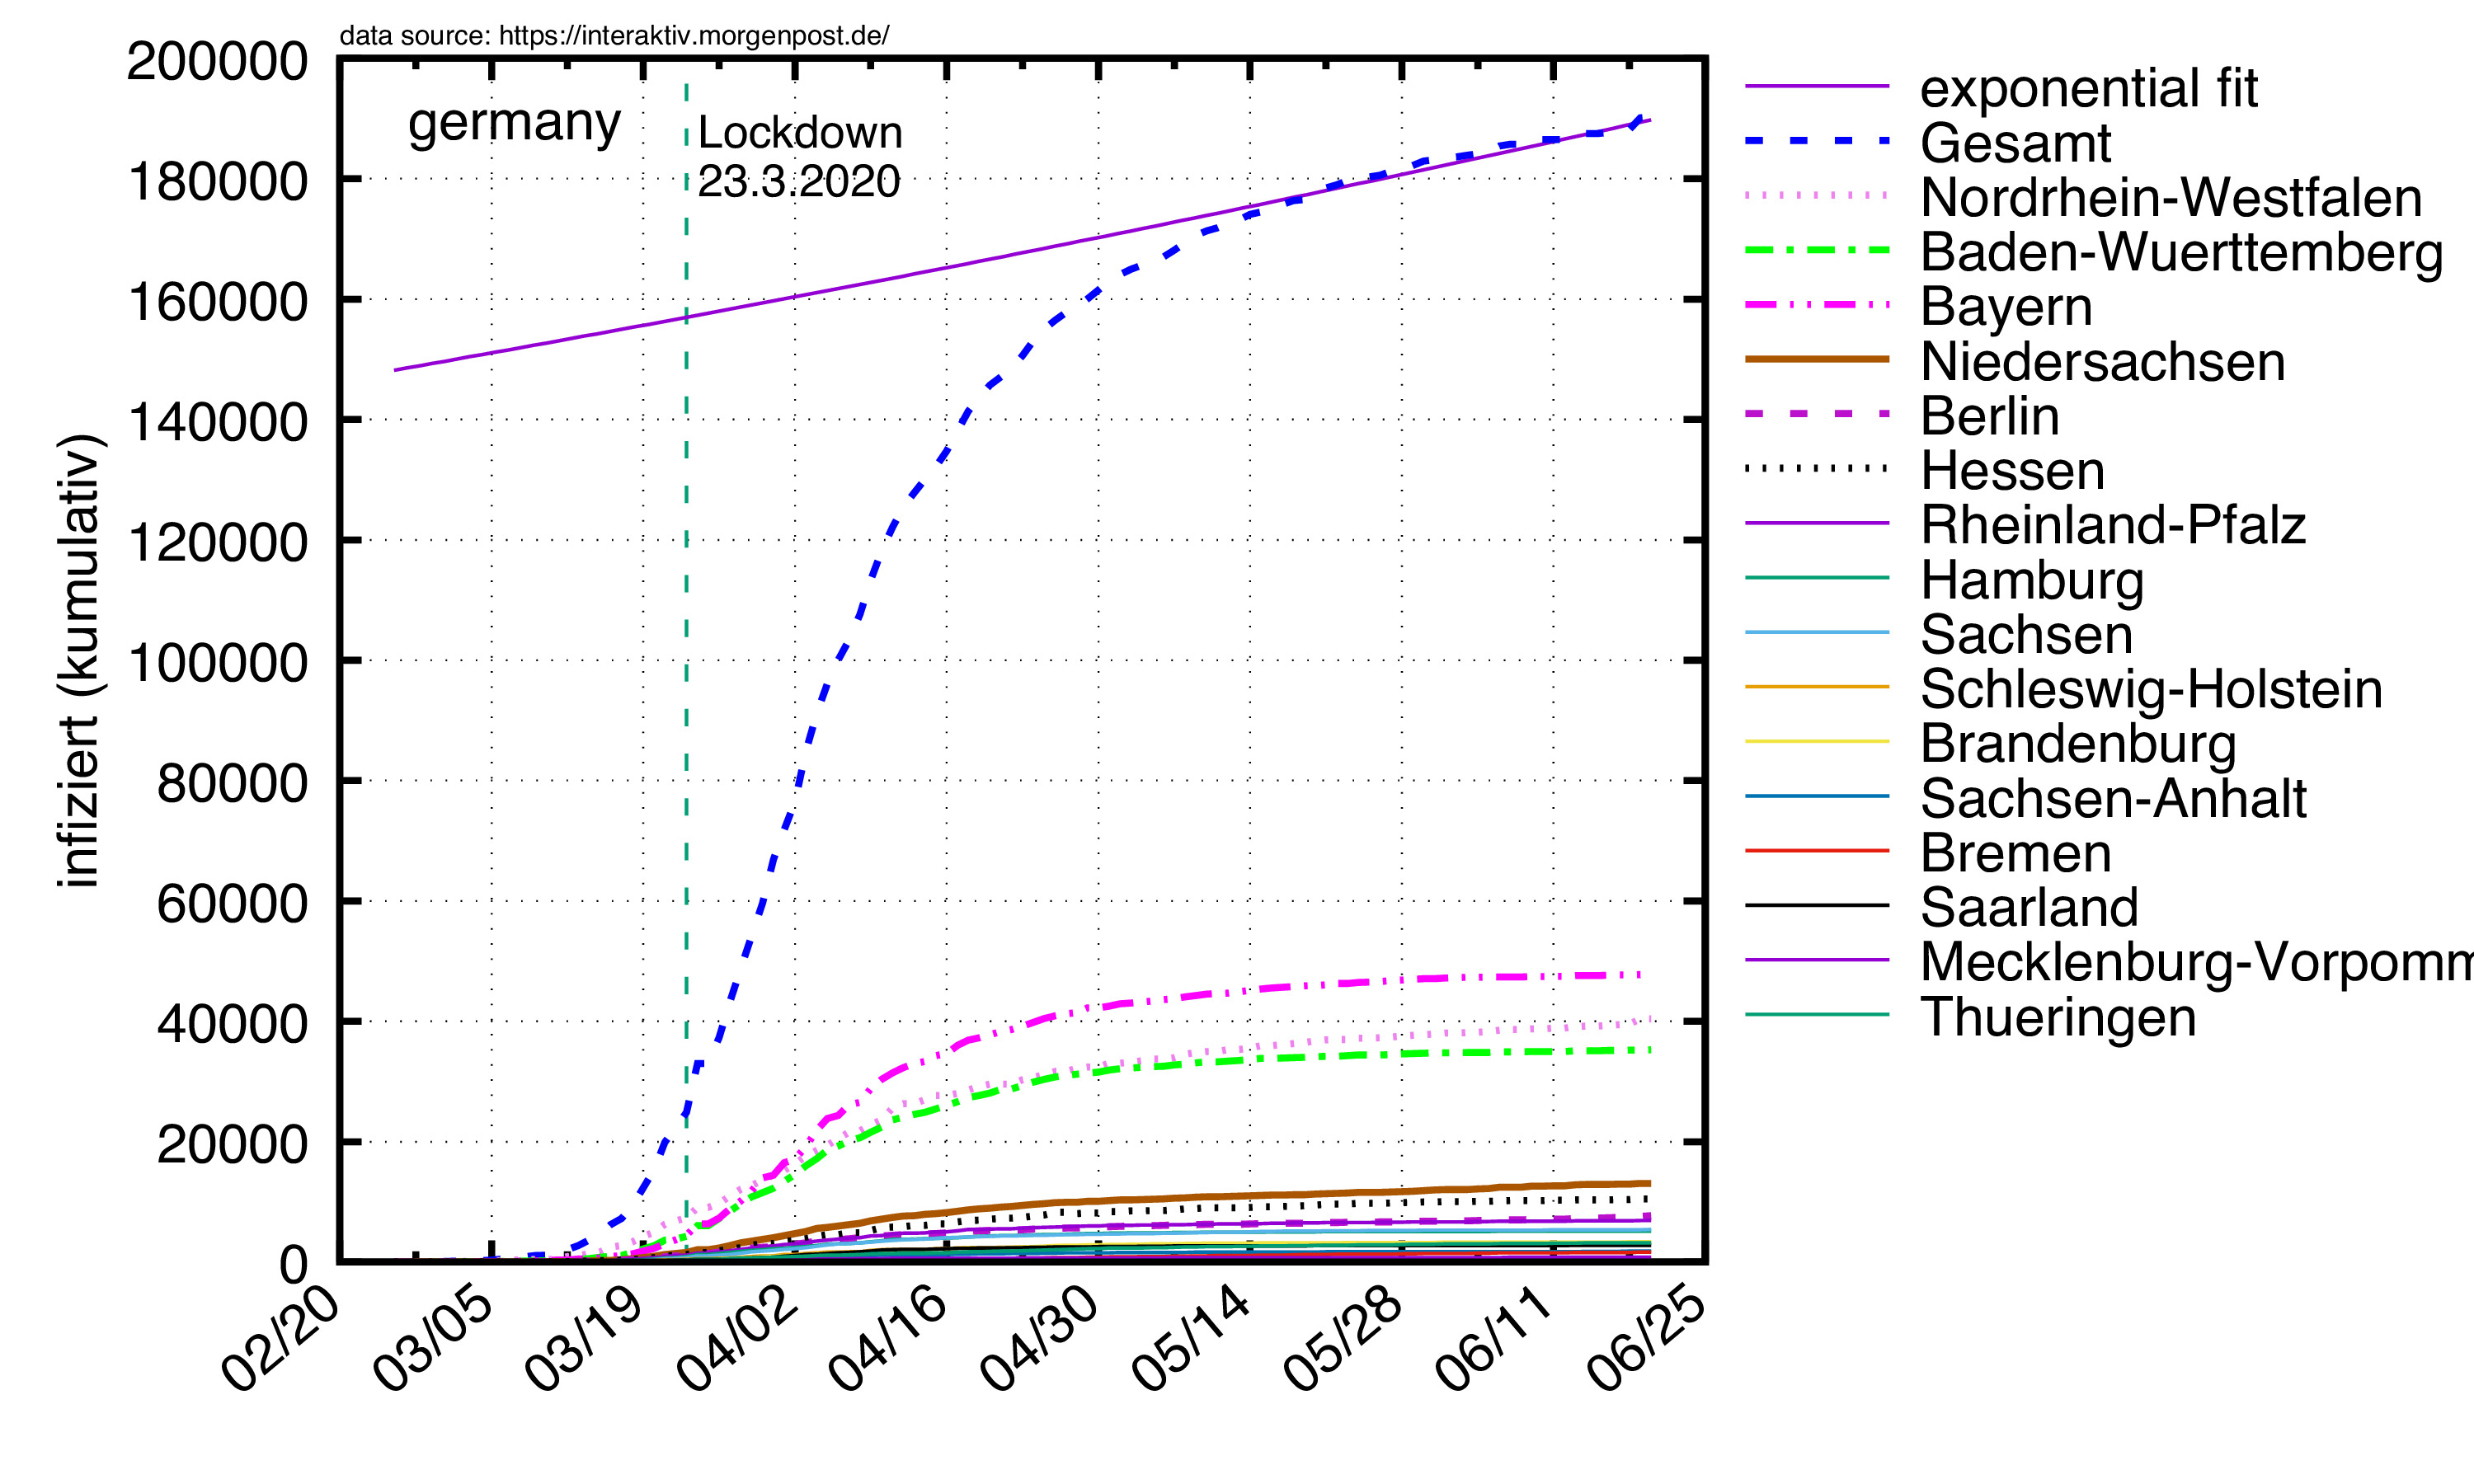 data source: https://interaktiv.morgenpost.de/
200000
180000
160000
140000
120000
100000
80000
60000
40000
20000
0
infiziert (kumulativ)
germany
Lockdown
23.3.2020
02/20
03/05
03/19
04/02
04/16
04/30
05/14
05/28
06/11
06/25
exponential fit
Gesamt
Nordrhein-Westfalen
Baden-Wuerttemberg
Bayern
Niedersachsen
Berlin
Hessen
Rheinland-Pfalz
Hamburg
Sachsen
Schleswig-Holstein
Brandenburg
Sachsen-Anhalt
Bremen
Saarland
Mecklenburg-Vorpomm
Thueringen